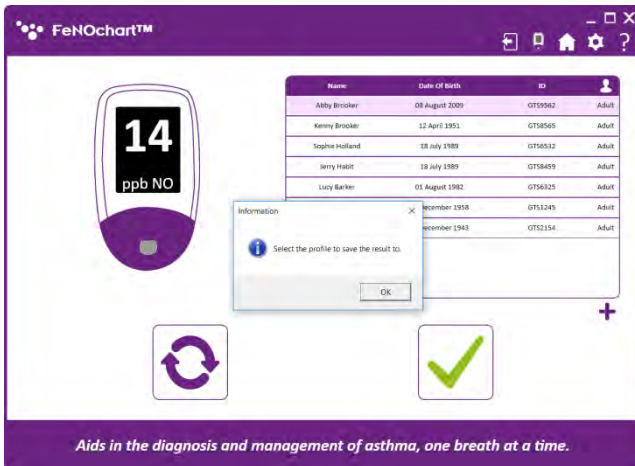 FeNOchart™
?
14
ppb NO
Name Date Of Birth ID
Abby Brooker 08 August 2009 GTS9562 Adult
Kenny Brooker 12 April 1951 GTS8565 Adult
Sophie Holland 18 July 1989 GTS6532 Adult
Jerry Habit 18 July 1989 GTS8459 Adult
Lucy Barker 01 August 1982 GTS6325 Adult
December 1958 GTS1245 Adult
December 1943 GTS2154 Adult
Information
Select the profile to save the result to.
OK
Aids in the diagnosis and management of asthma, one breath at a time.